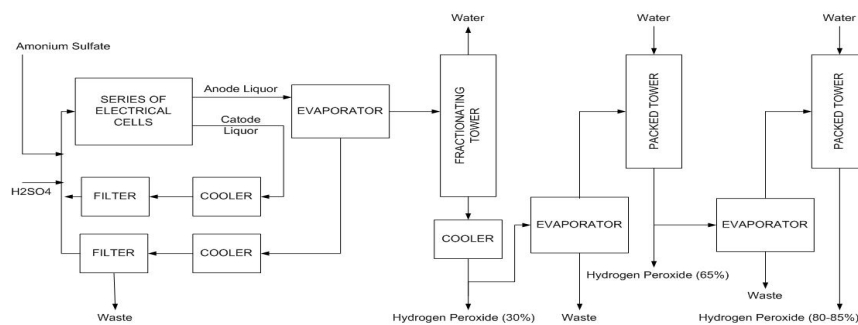 Amonium Sulfate
H2SO4
SERIES OF
ELECTRICAL
CELLS
Anode Liquor
Catode
Liquor
EVAPORATOR
FILTER
COOLER
FILTER
COOLER
Waste
Water
FRACTIONATING
TOWER
COOLER
Hydrogen Peroxide (30%)
EVAPORATOR
Waste
Water
PACKED TOWER
Hydrogen Peroxide (65%)
EVAPORATOR
Waste
Water
PACKED TOWER
Hydrogen Peroxide (80-85%)